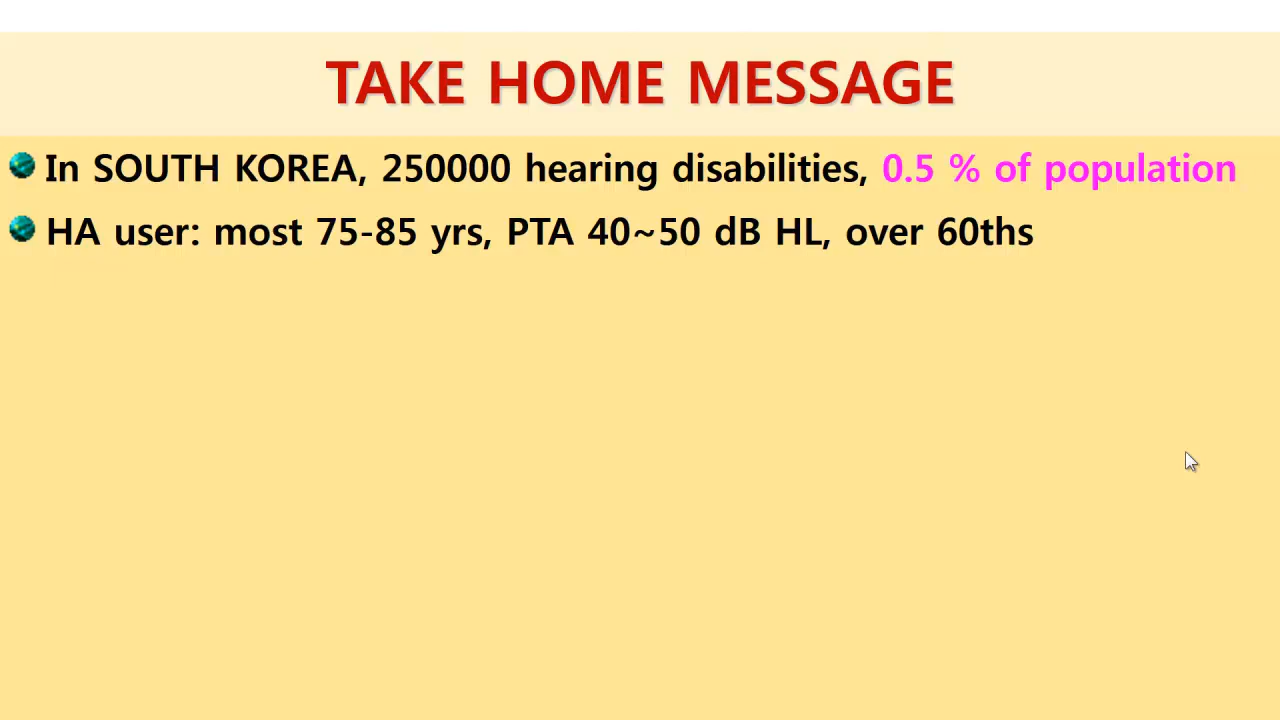 TAKE HOME MESSAGE
In SOUTH KOREA, 250000 hearing disabilities, 0.5 % of population
HA user: most 75-85 yrs, PTA 40~50 dB HL, over 60ths